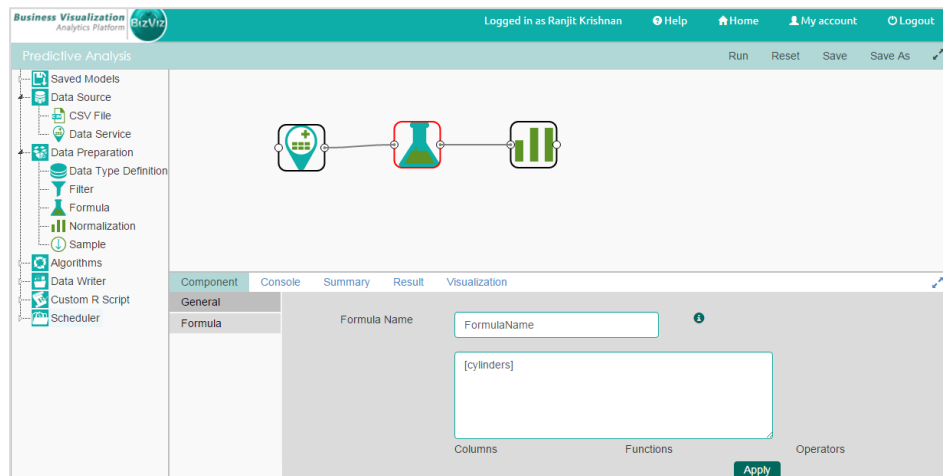 Business Visualization
Analytics Platform
BizViz
Logged in as Ranjit Krishnan
Help
Home
My account
Logout
Predictive Analysis
Run
Reset
Save
Save As
Saved Models
Data Source
CSV File
Data Service
Data Preparation
Data Type Definition
Filter
Formula
Normalization
Sample
Algorithms
Data Writer
Custom R Script
Scheduler
Component
Console
Summary
Result
Visualization
General
Formula
Formula Name
FormulaName
[cylinders]
Columns
Functions
Operators
Apply